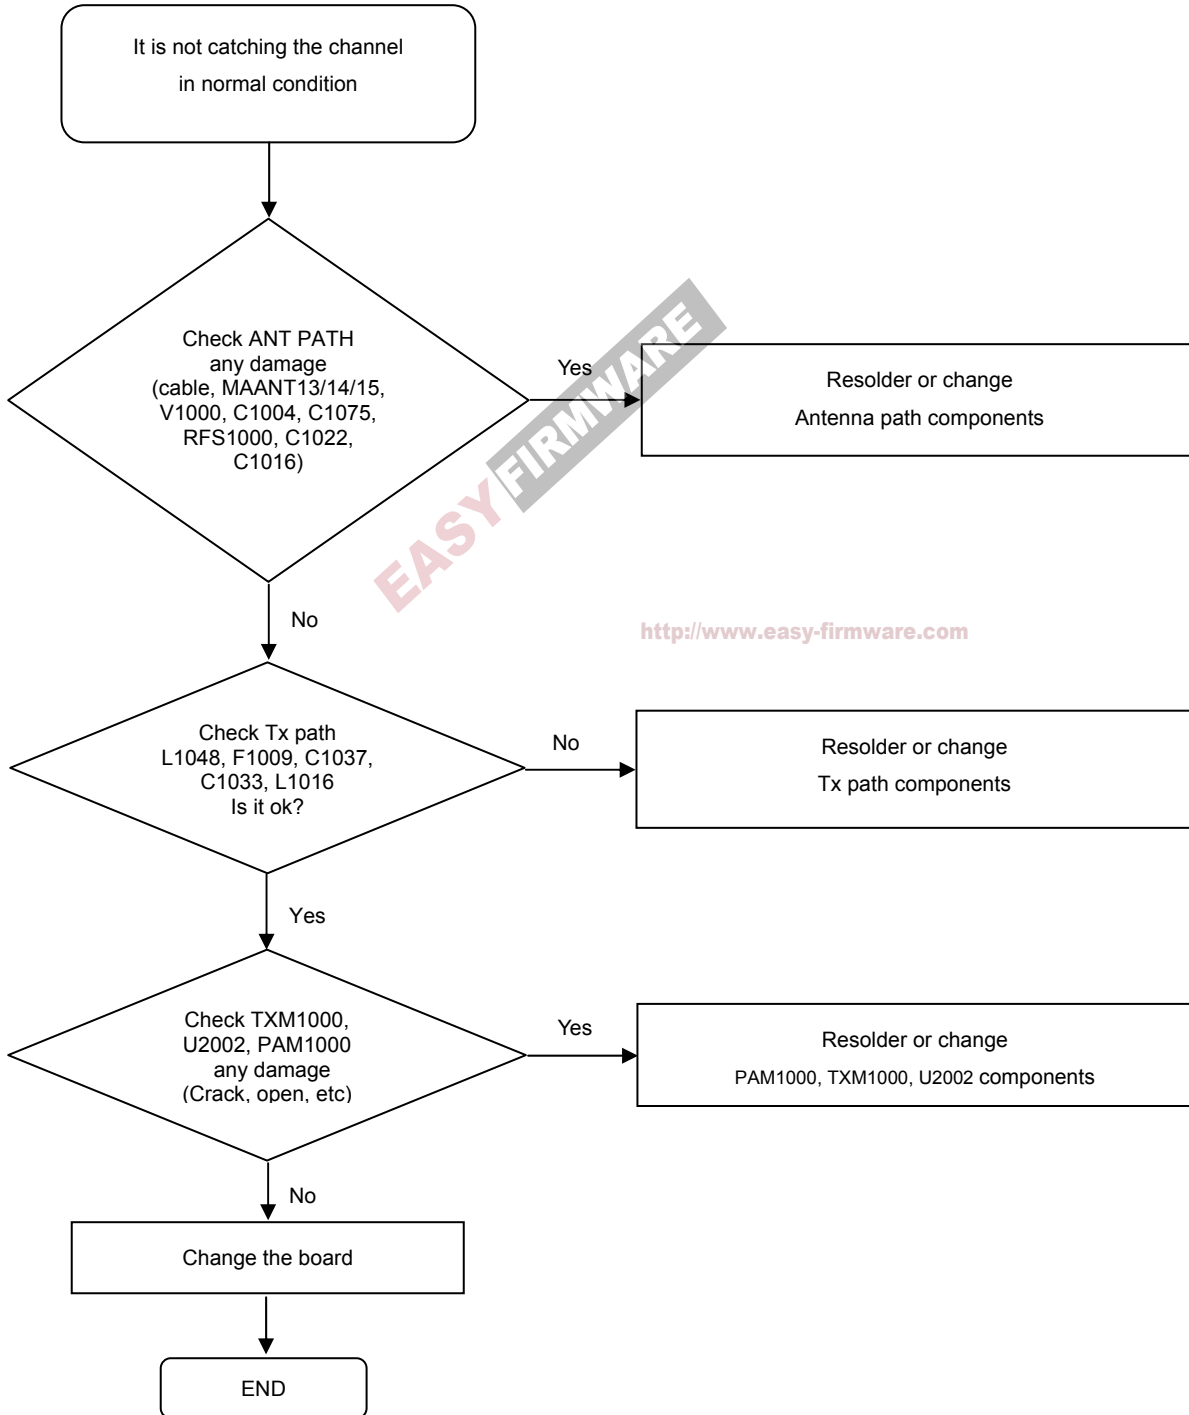 It is not catching the channel
in normal condition
Check ANT PATH
any damage
(cable, MAANT13/14/15,
V1000, C1004, C1075,
RFS1000, C1022,
C1016)
Yes
Resolder or change
Antenna path components
EASY FIRMWARE
No
http://www.easy-firmware.com
Check Tx path
L1048, F1009, C1037,
C1033, L1016
Is it ok?
No
Resolder or change
Tx path components
Yes
Check TXM1000,
U2002, PAM1000
any damage
(Crack, open, etc)
Yes
Resolder or change
PAM1000, TXM1000, U2002 components
No
Change the board
END